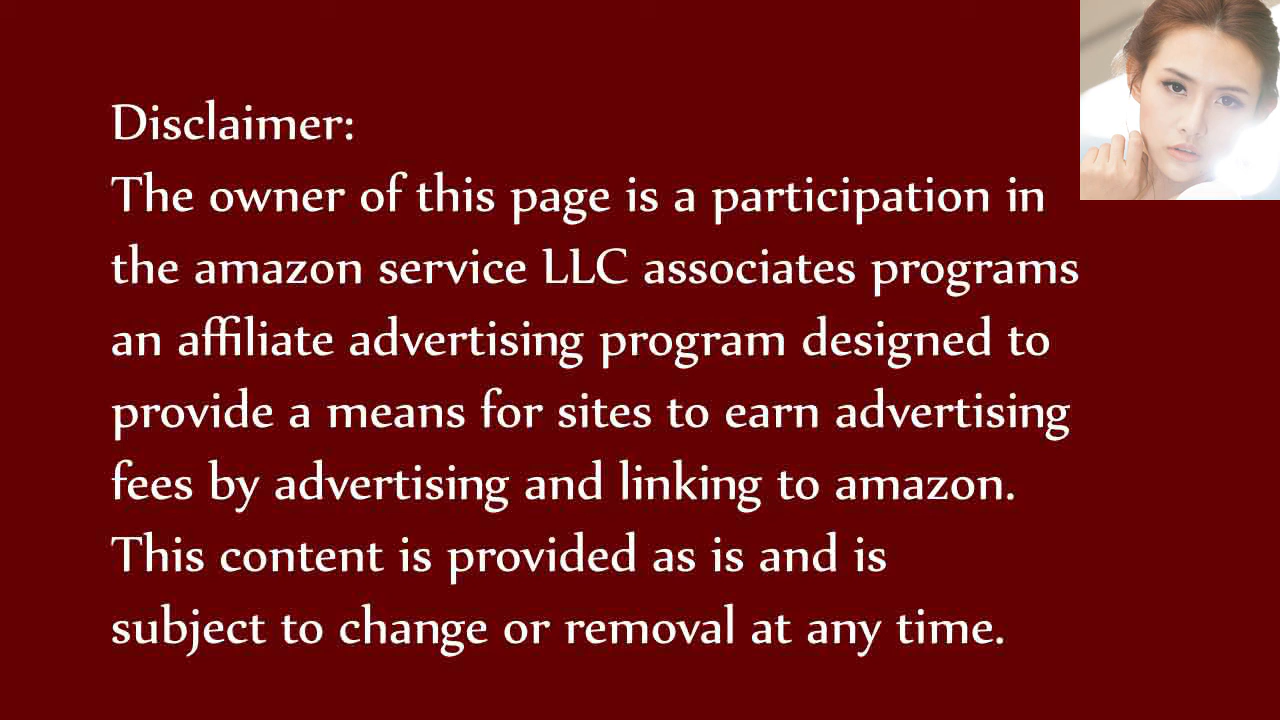 Disclaimer:
The owner of this page is a participation in
the amazon service LLC associates programs
an affiliate advertising program designed to
provide a means for sites to earn advertising
fees by advertising and linking to amazon.
This content is provided as is and is
subject to change or removal at any time.